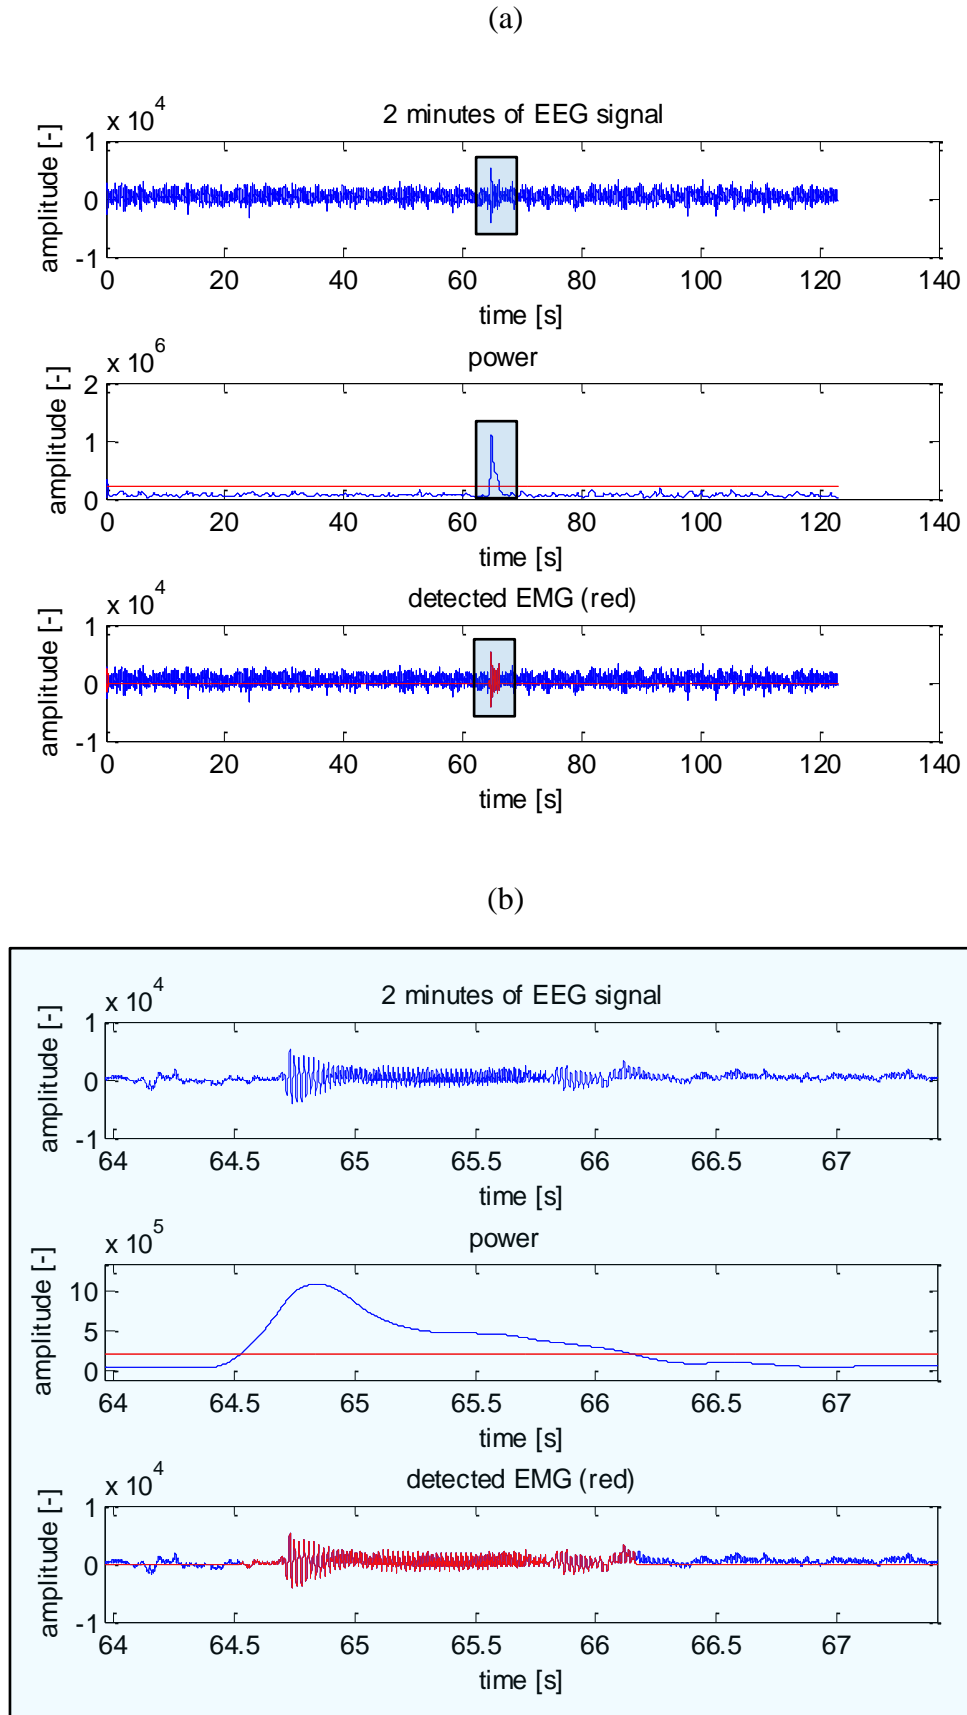 (a)
x 10^4
2 minutes of EEG signal
amplitude [-]
1
0
-1
0 20 40 60 80 100 120 140
time [s]
x 10^6
power
amplitude [-]
2
1
0
0 20 40 60 80 100 120 140
time [s]
x 10^4
detected EMG (red)
amplitude [-]
1
0
-1
0 20 40 60 80 100 120 140
time [s]
(b)
x 10^4
2 minutes of EEG signal
amplitude [-]
1
0
-1
64 64.5 65 65.5 66 66.5 67
time [s]
x 10^5
power
amplitude [-]
10
5
0
64 64.5 65 65.5 66 66.5 67
time [s]
x 10^4
detected EMG (red)
amplitude [-]
1
0
-1
64 64.5 65 65.5 66 66.5 67
time [s]